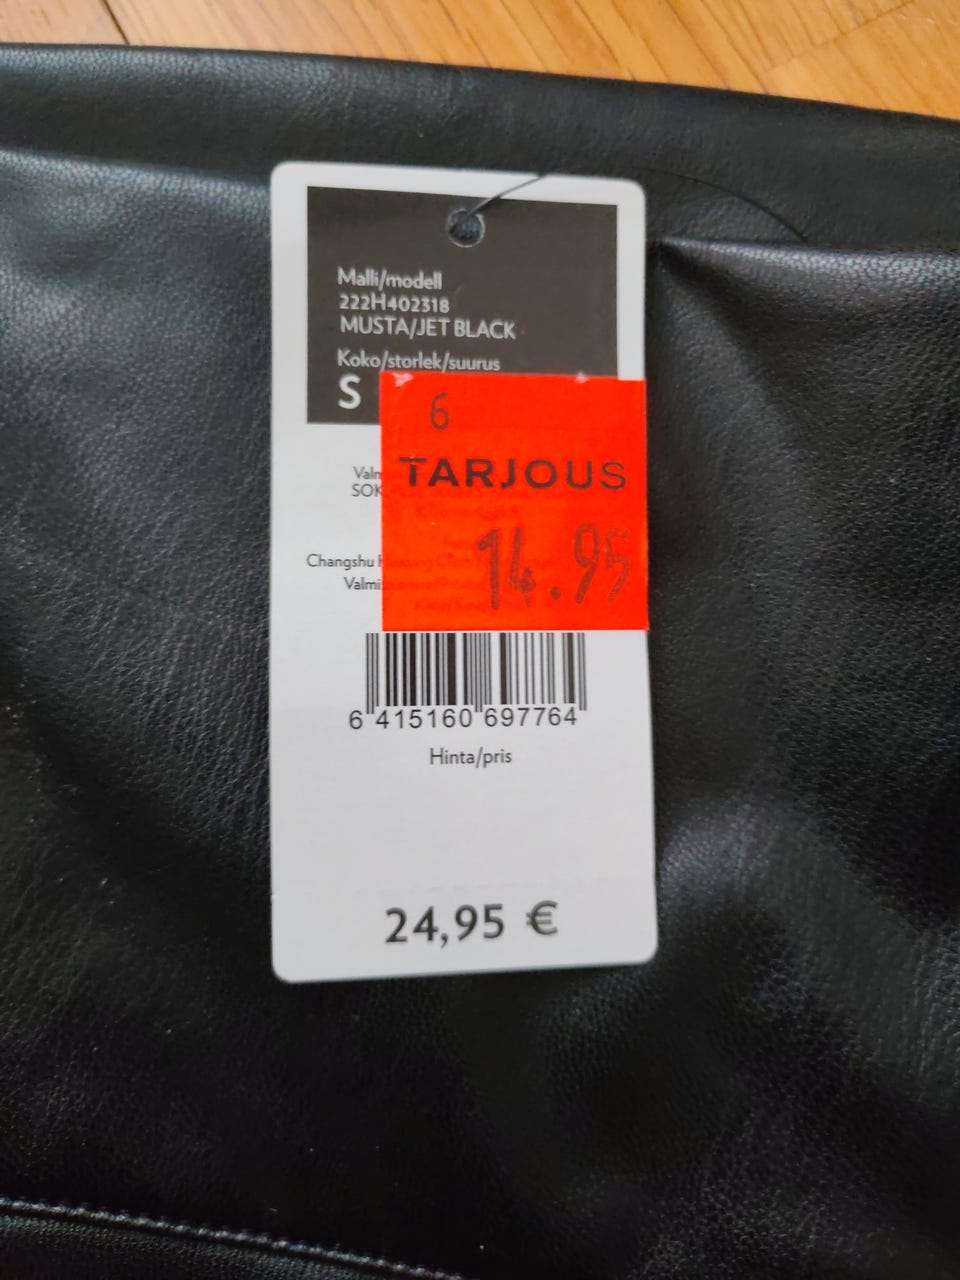 Malli/modell
222H402318
MUSTA/JET BLACK
Koko/storlek/suurus
S
6
TARJOUS
14.95
Changshu
6 415160 697764
Hinta/pris
24,95 €